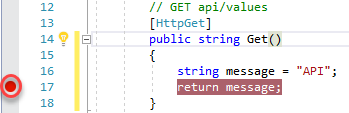 12 // GET api/values
13 [HttpGet]
14 public string Get()
15 {
16 string message = "API";
17 return message;
18 }